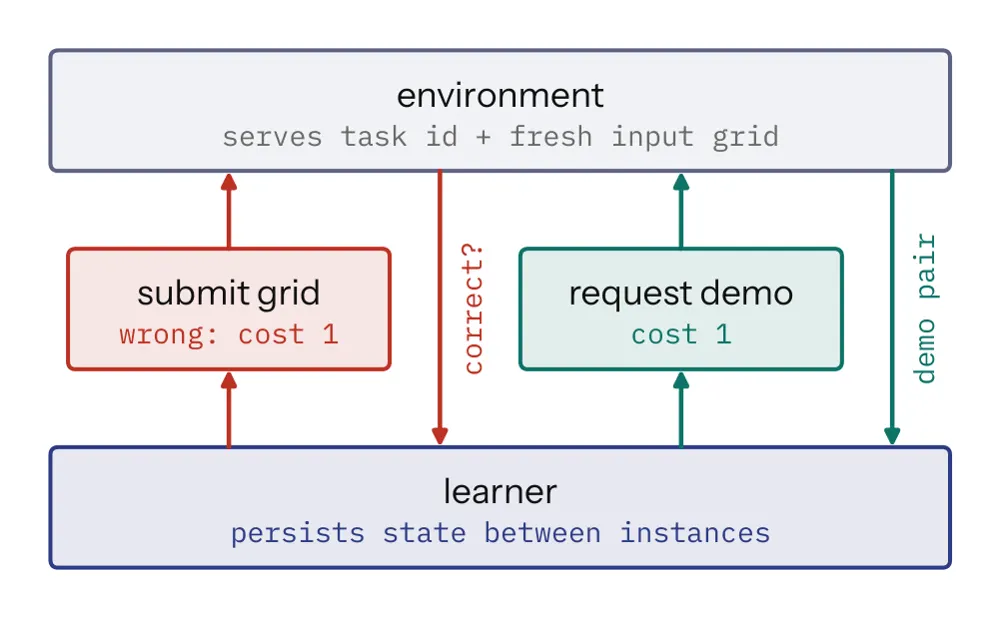 environment
serves task id + fresh input grid
submit grid
wrong: cost 1
correct?
request demo
cost 1
demo pair
learner
persists state between instances